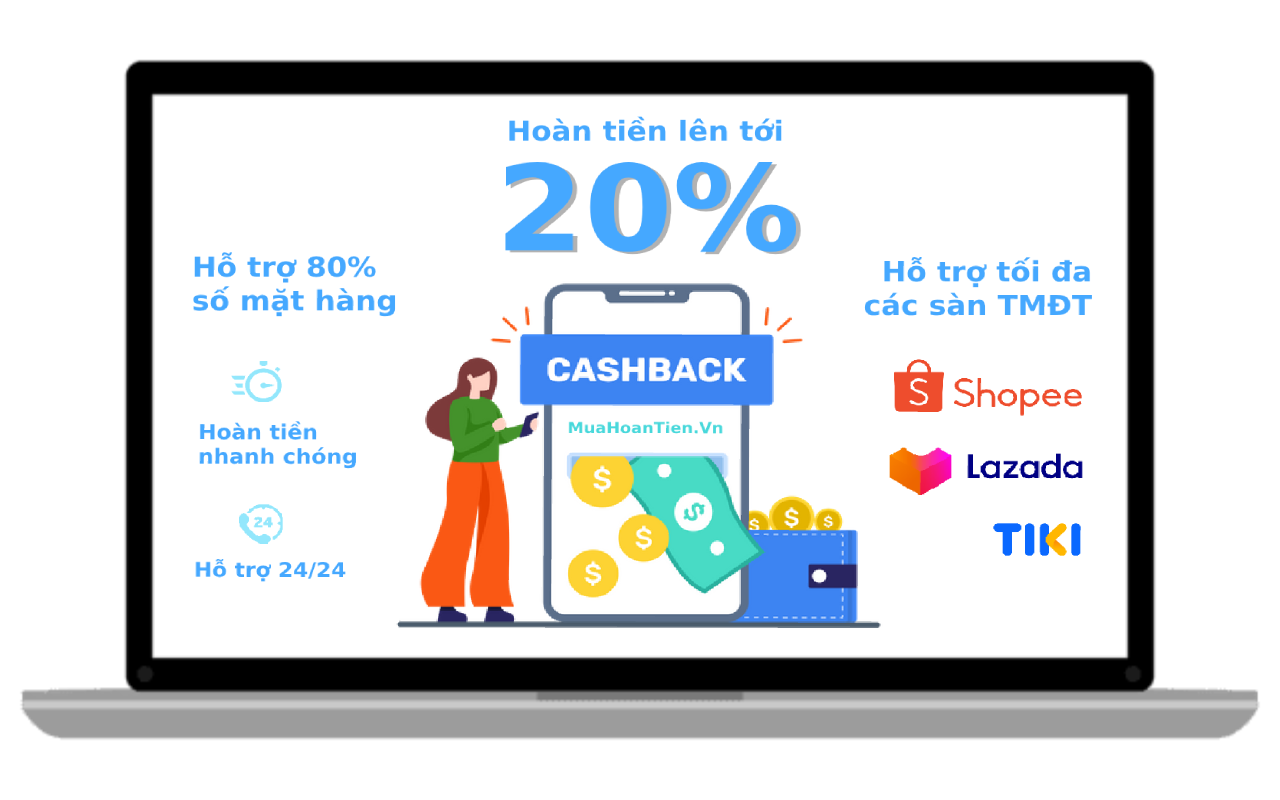 Hoàn tiền lên tới
20%
Hỗ trợ 80%
số mặt hàng
Hoàn tiền
nhanh chóng
24
Hỗ trợ 24/24
CASHBACK
MuaHoanTien.Vn
$
$
$
$
$
$
$
Hỗ trợ tối đa
các sàn TMĐT
S Shopee
Lazada
TIKI